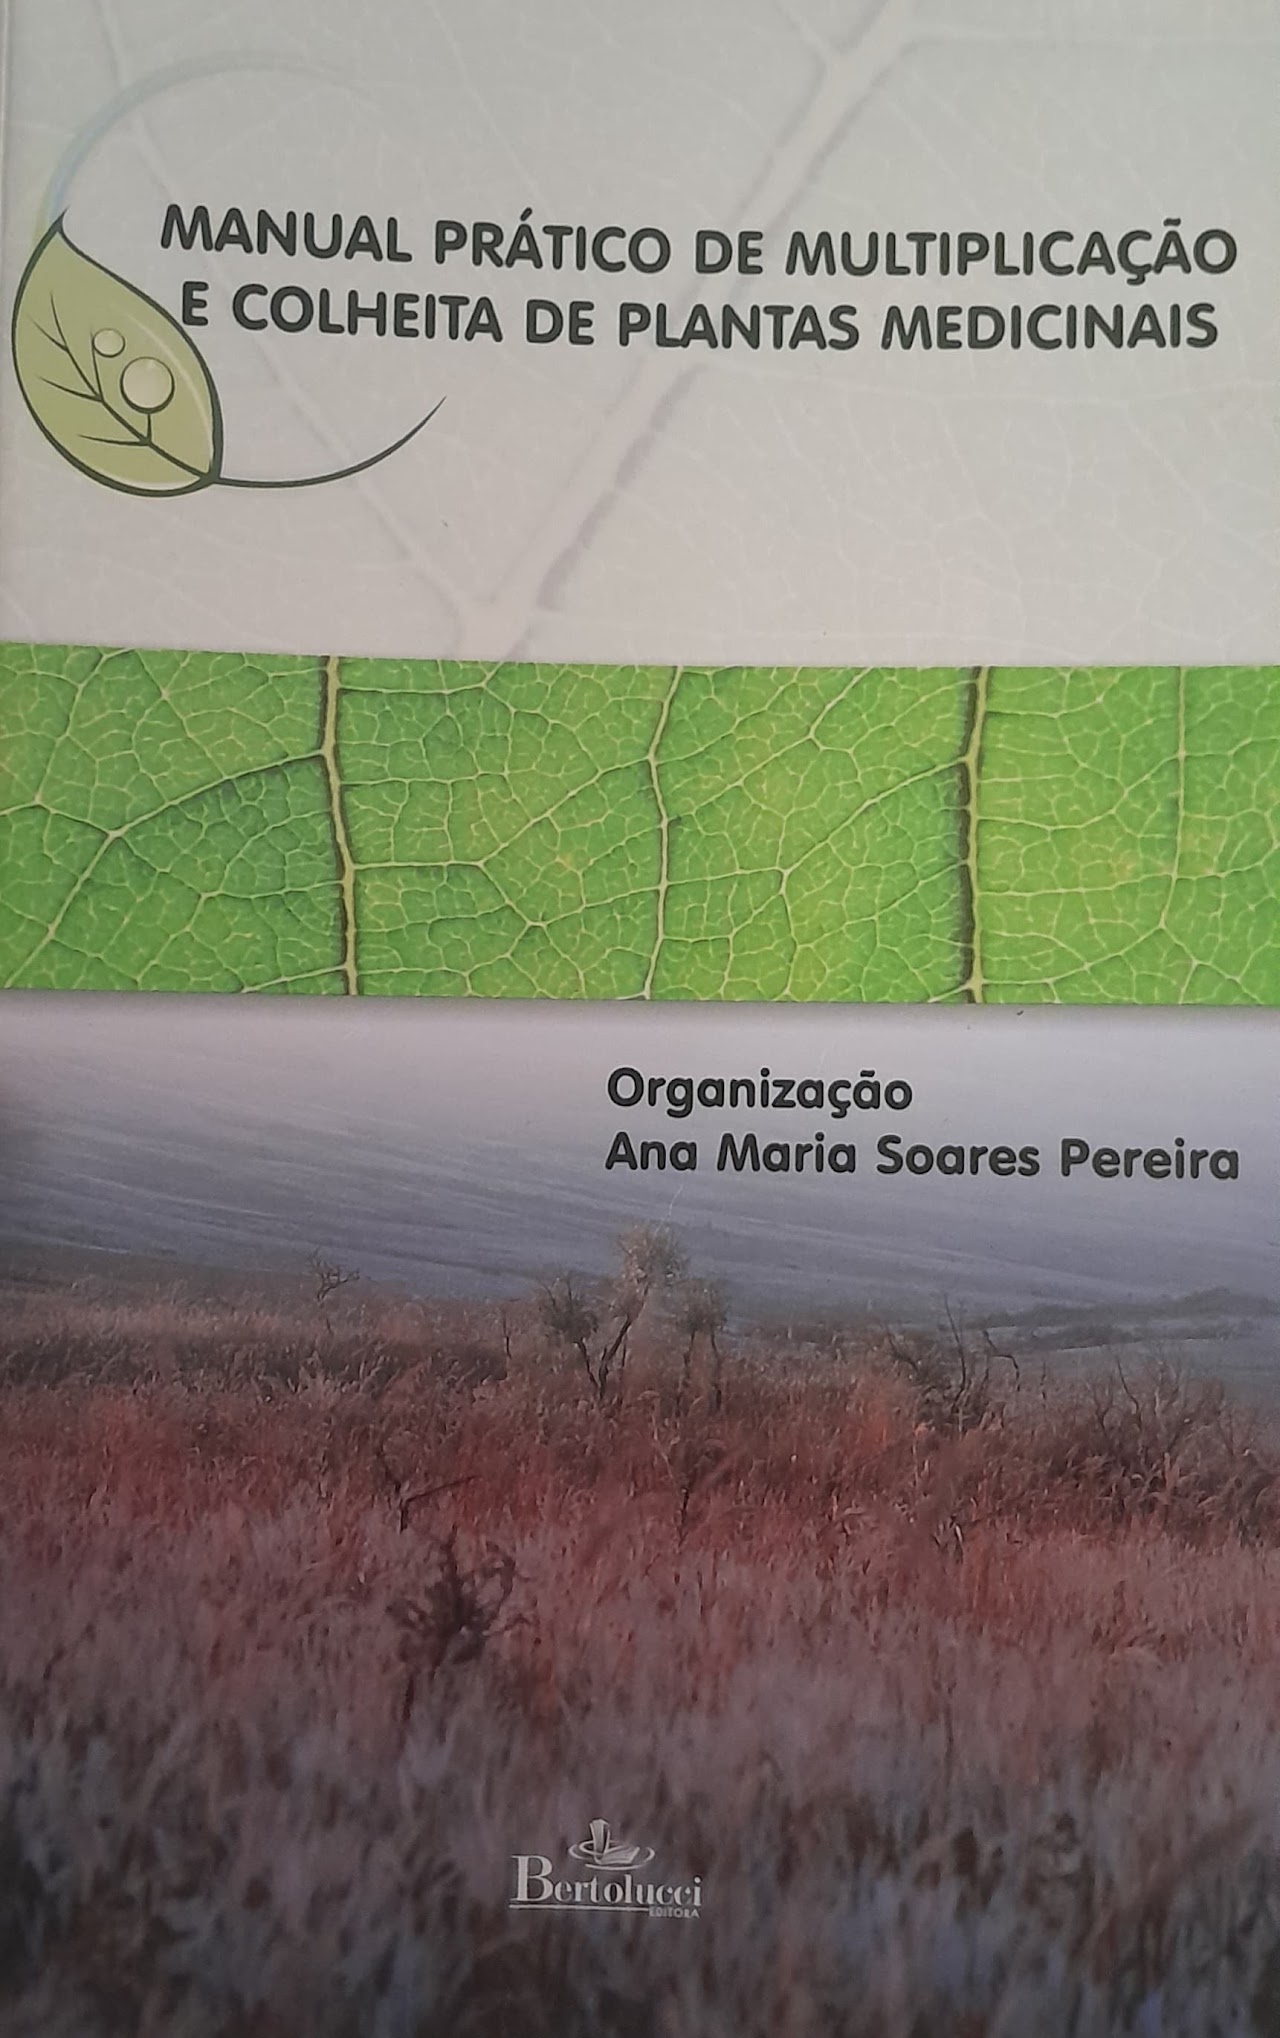 MANUAL PRÁTICO DE MULTIPLICAÇÃO
E COLHEITA DE PLANTAS MEDICINAIS
Organização
Ana Maria Soares Pereira
Bertolucci
EDITORA